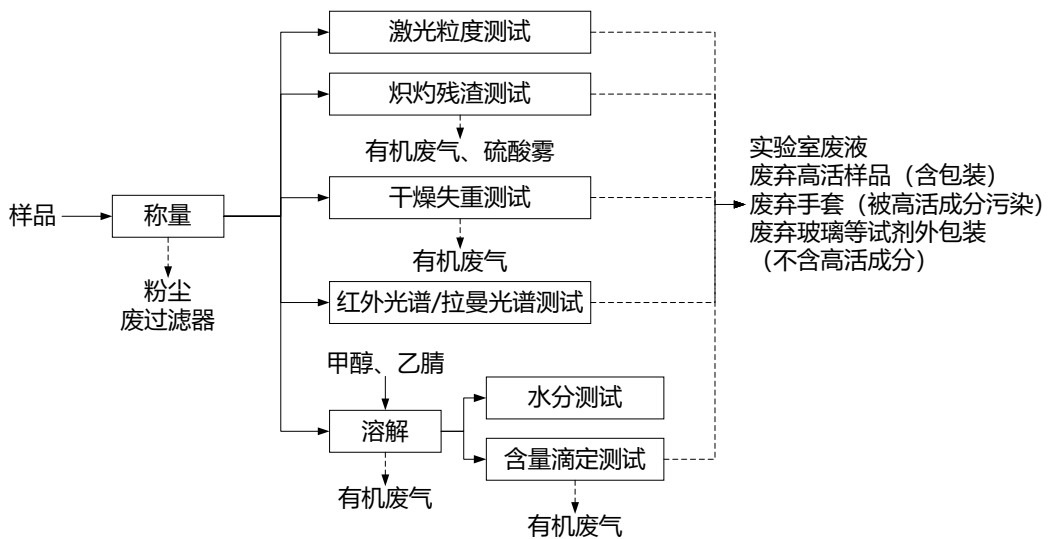 激光粒度测试
炽灼残渣测试
有机废气、硫酸雾
样品
称量
粉尘
废过滤器
干燥失重测试
有机废气
红外光谱/拉曼光谱测试
甲醇、乙腈
溶解
有机废气
水分测试
含量滴定测试
有机废气
实验室废液
废弃高活样品（含包装）
废弃手套（被高活成分污染）
废弃玻璃等试剂外包装
（不含高活成分）